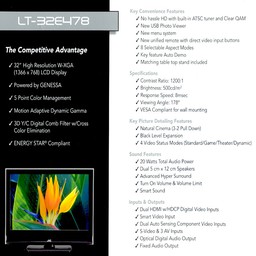 LT-32E478
The Competitive Advantage
✓ 32" High Resolution W-XGA
(1366 x 768) LCD Display
✓ Powered by GENESSA
✓ 5 Point Color Management
✓ Motion Adaptive Dynamic Gamma
✓ 3D Y/C Digital Comb Filter w/Cross
Color Elimination
✓ ENERGY STAR® Compliant
Key Convenience Features
✓ No hassle HD with built-in ATSC tuner and Clear QAM
✓ New USB Photo Viewer
✓ New menu system
✓ New unified remote with direct video input buttons
✓ 8 Selectable Aspect Modes
✓ Key Feature Auto Demo
✓ Matching table top stand included
Specifications
✓ Contrast Ratio: 1200:1
✓ Brightness: 500cd/m²
✓ Response Speed: 8msec
✓ Viewing Angle: 178°
✓ VESA Compliant for wall mounting
Key Picture Detailing Features
✓ Natural Cinema (3-2 Pull Down)
✓ Black Level Expansion
✓ 4 Video Status Modes (Standard/Game/Theater/Dynamic)
Sound Features
✓ 20 Watts Total Audio Power
✓ Dual 5 cm x 12 cm Speakers
✓ Advanced Hyper Surround
✓ Turn On Volume & Volume Limit
✓ Smart Sound
Inputs & Outputs
✓ Dual HDMI w/HDCP Digital Video Inputs
✓ Smart Video Input
✓ Dual Auto Sensing Component Video Inputs
✓ S-Video & 3 AV Inputs
✓ Optical Digital Audio Output
✓ Fixed Audio Output